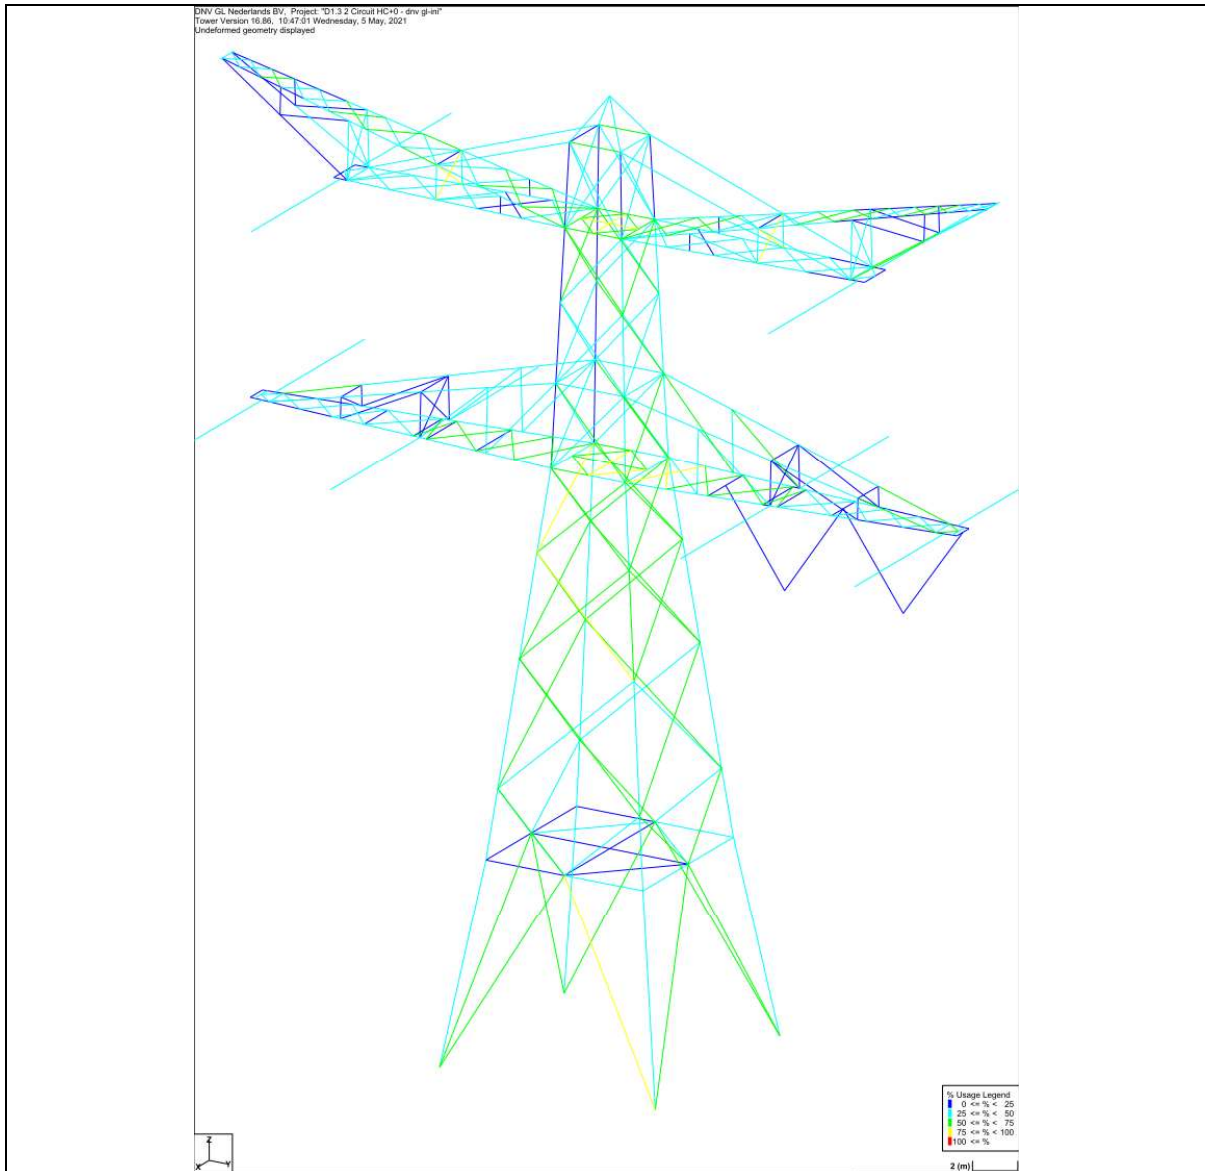 DNV GL Nederlands BV, Project: "D1.3 2 Circuit HC+0 - dnv gl-ini"
Tower Version 16.86, 10:47:01 Wednesday, 5 May, 2021
Undeformed geometry displayed
% Usage Legend
0 <= % < 25
25 <= % < 50
50 <= % < 75
75 <= % < 100
100 <= %
Z
X Y
2 (m)